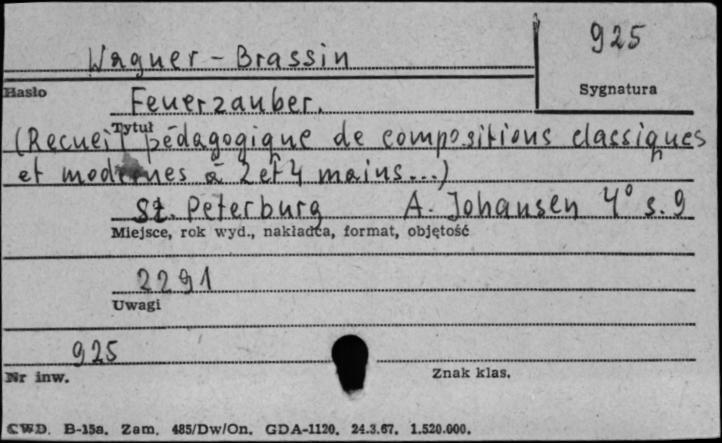 Wagner - Brassin
925
Hasło
Sygnatura
Feuerzauber.
Tytuł
(Recueil pédagogique de compositions classiques
et modernes à 2 et 4 mains...)
St. Peterburg A. Johansen 4° s. 9
Miejsce, rok wyd., nakładca, format, objętość
2291
Uwagi
925
Nr inw.
Znak klas.
CWD. B-15a. Zam. 485/Dw/On. GDA-1120. 24.3.67. 1.520.000.